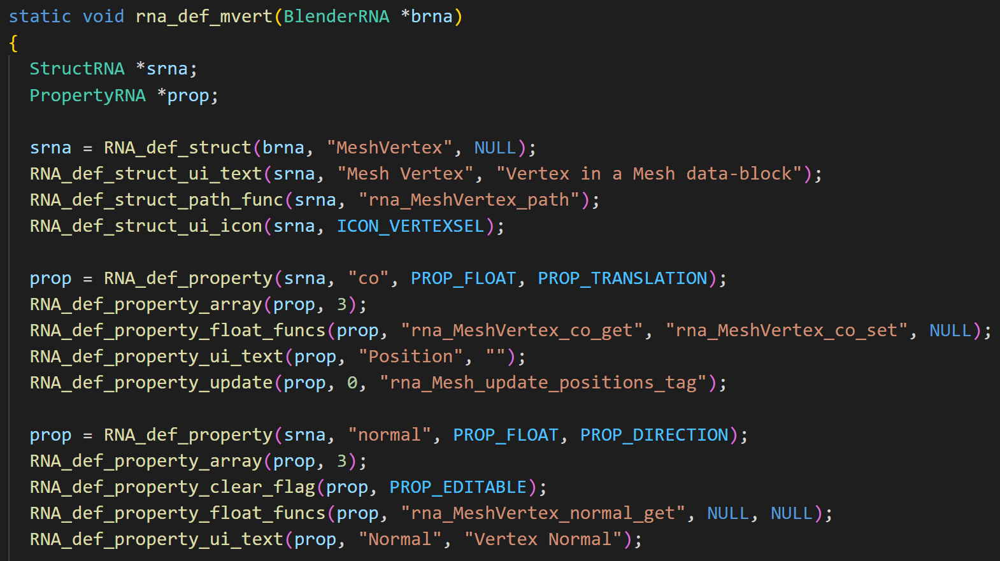 static void rna_def_mvert(BlenderRNA *brna)
{
  StructRNA *srna;
  PropertyRNA *prop;

  srna = RNA_def_struct(brna, "MeshVertex", NULL);
  RNA_def_struct_ui_text(srna, "Mesh Vertex", "Vertex in a Mesh data-block");
  RNA_def_struct_path_func(srna, "rna_MeshVertex_path");
  RNA_def_struct_ui_icon(srna, ICON_VERTEXSEL);

  prop = RNA_def_property(srna, "co", PROP_FLOAT, PROP_TRANSLATION);
  RNA_def_property_array(prop, 3);
  RNA_def_property_float_funcs(prop, "rna_MeshVertex_co_get", "rna_MeshVertex_co_set", NULL);
  RNA_def_property_ui_text(prop, "Position", "");
  RNA_def_property_update(prop, 0, "rna_Mesh_update_positions_tag");

  prop = RNA_def_property(srna, "normal", PROP_FLOAT, PROP_DIRECTION);
  RNA_def_property_array(prop, 3);
  RNA_def_property_clear_flag(prop, PROP_EDITABLE);
  RNA_def_property_float_funcs(prop, "rna_MeshVertex_normal_get", NULL, NULL);
  RNA_def_property_ui_text(prop, "Normal", "Vertex Normal");